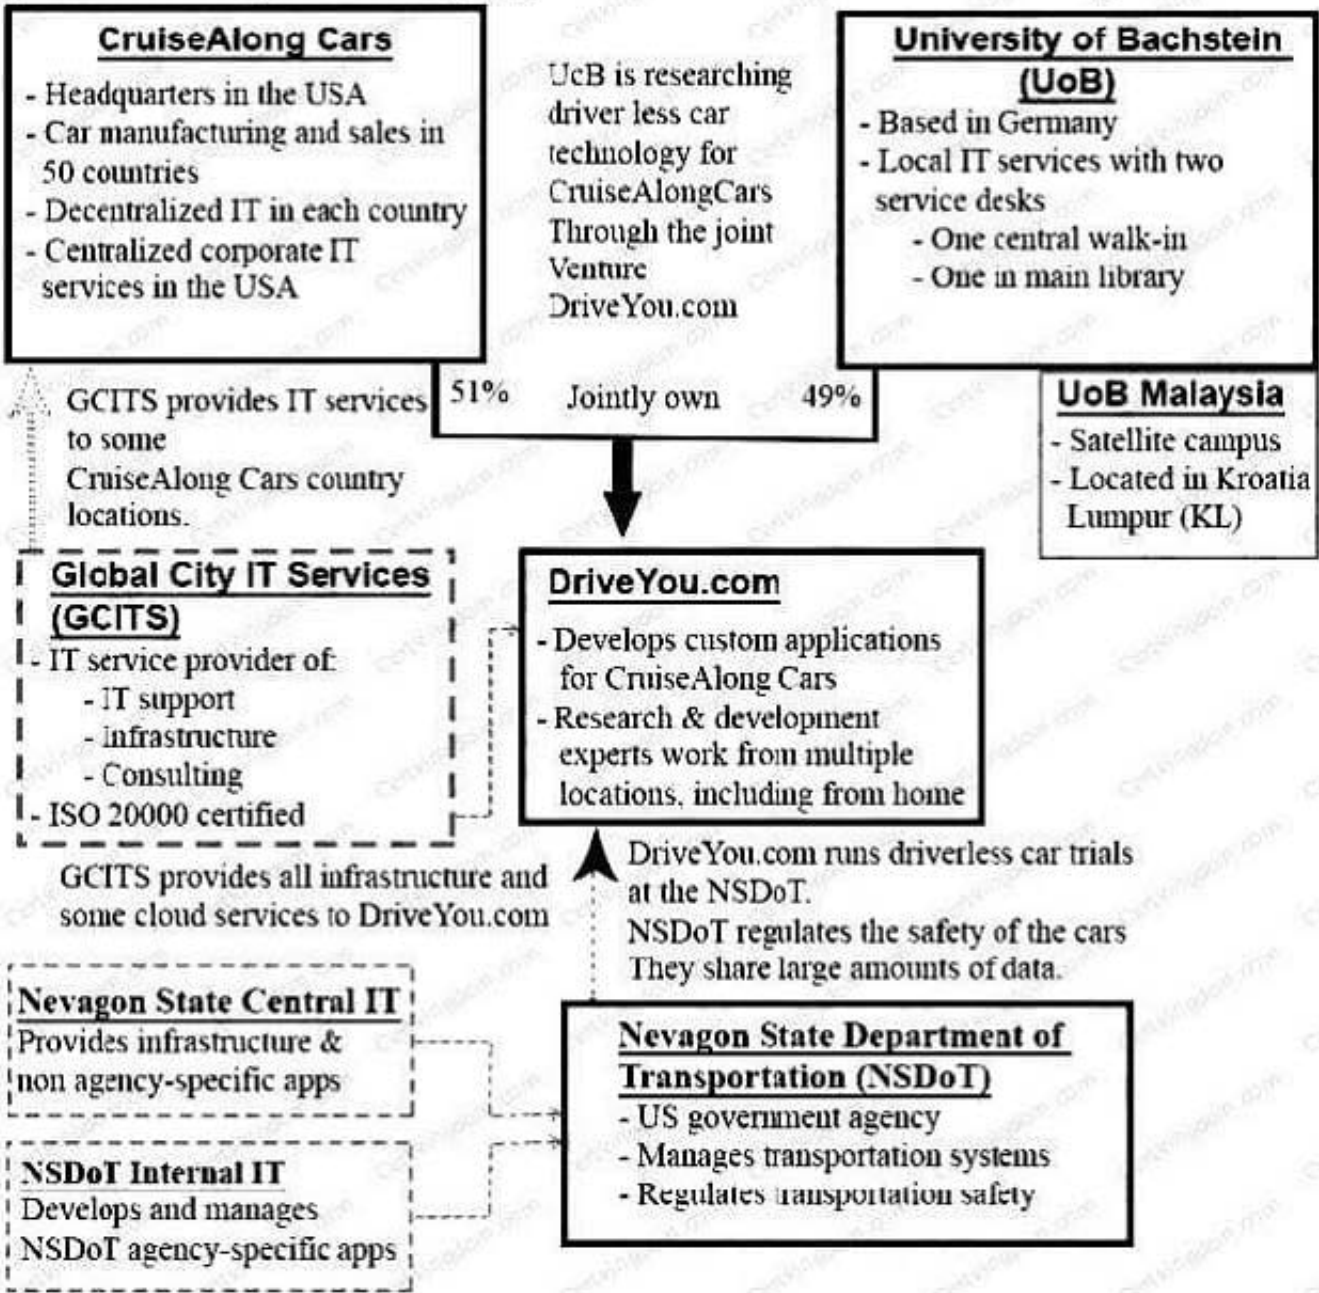 CruiseAlong Cars
- Headquarters in the USA
- Car manufacturing and sales in
50 countries
- Decentralized IT in each country
- Centralized corporate IT
services in the USA
UcB is researching
driver less car
technology for
CruiseAlongCars
Through the joint
Venture
DriveYou.com
University of Bachstein
(UoB)
- Based in Germany
- Local IT services with two
service desks
- One central walk-in
- One in main library
51% Jointly own 49%
UoB Malaysia
- Satellite campus
- Located in Kroatia
Lumpur (KL)
GCITS provides IT services
to some
CruiseAlong Cars country
locations.
Global City IT Services
(GCITS)
- IT service provider of:
- IT support
- Infrastructure
- Consulting
- ISO 20000 certified
DriveYou.com
- Develops custom applications
for CruiseAlong Cars
- Research & development
experts work from multiple
locations, including from home
GCITS provides all infrastructure and
some cloud services to DriveYou.com
DriveYou.com runs driverless car trials
at the NSDoT.
NSDoT regulates the safety of the cars
They share large amounts of data.
Nevagon State Central IT
Provides infrastructure &
non agency-specific apps
NSDoT Internal IT
Develops and manages
NSDoT agency-specific apps
Nevagon State Department of
Transportation (NSDoT)
- US government agency
- Manages transportation systems
- Regulates transportation safety